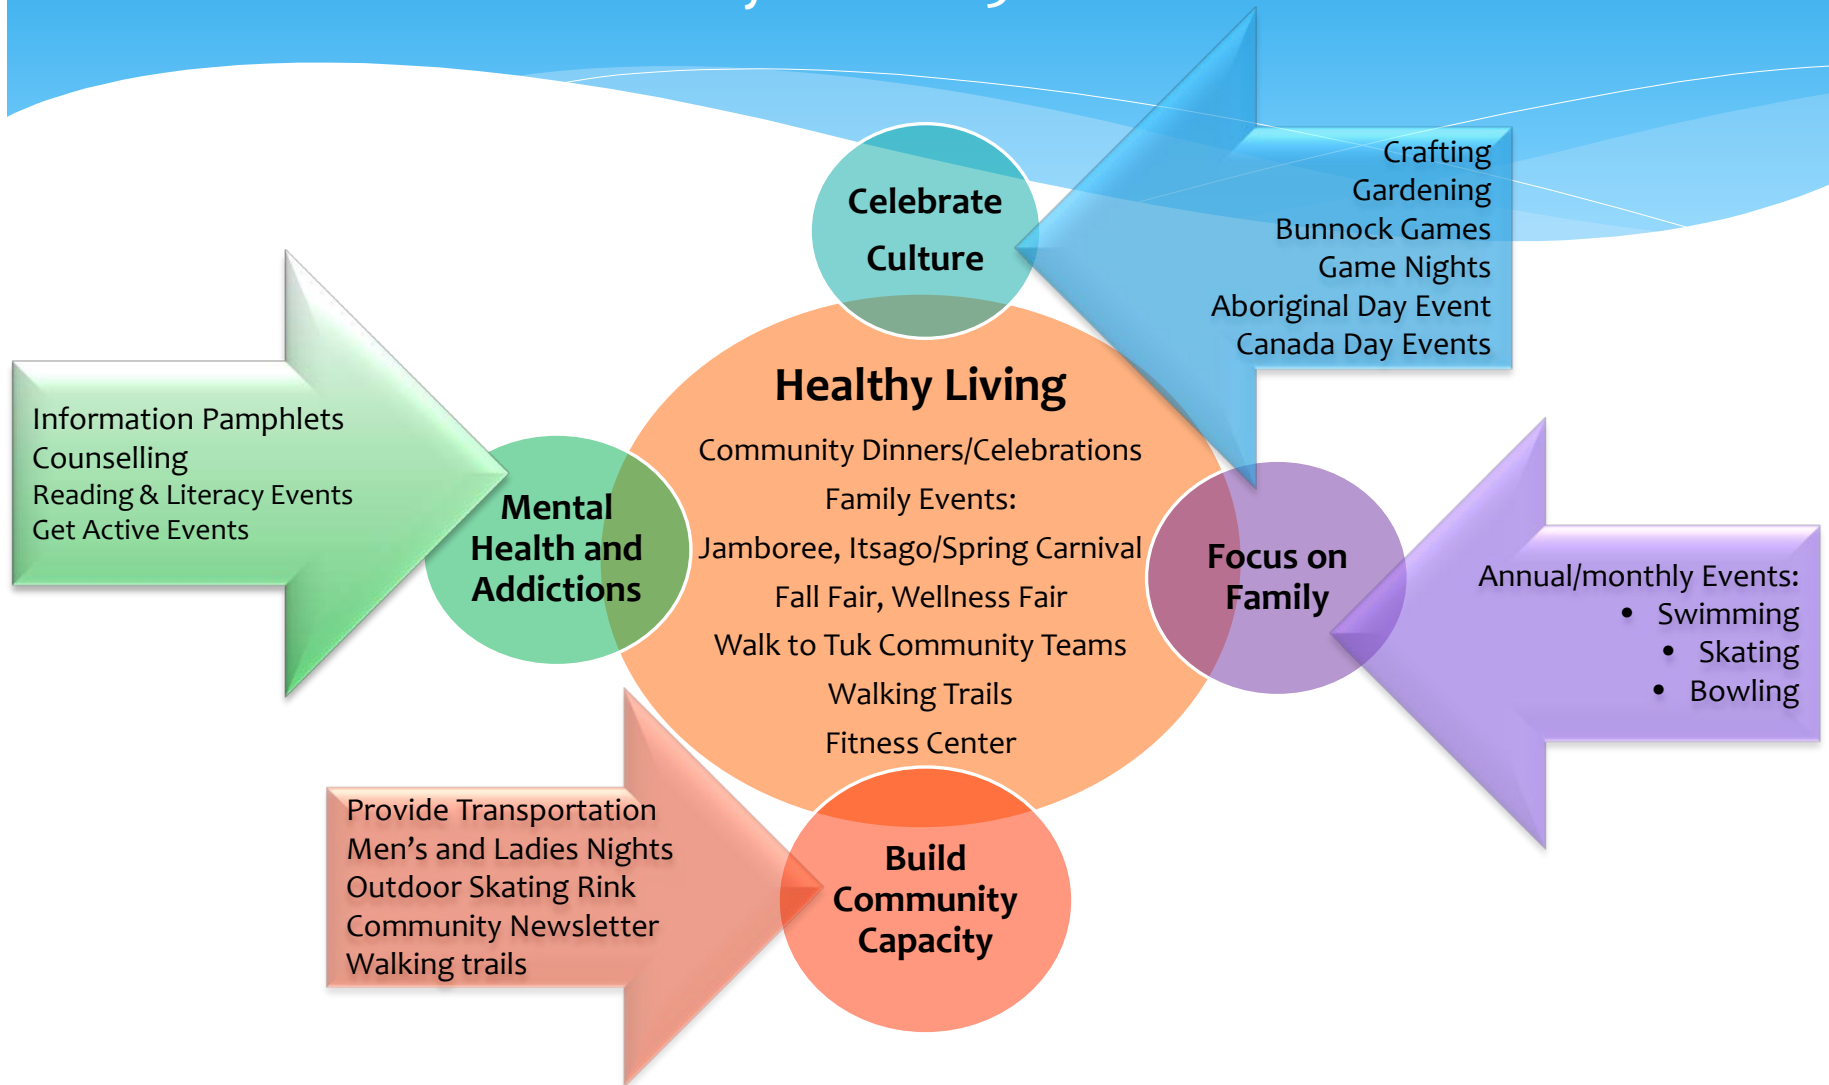 Celebrate
Culture
Crafting
Gardening
Bunnock Games
Game Nights
Aboriginal Day Event
Canada Day Events
Information Pamphlets
Counselling
Reading & Literacy Events
Get Active Events
Mental
Health and
Addictions
Healthy Living
Community Dinners/Celebrations
Family Events:
Jamboree, Itsago/Spring Carnival
Fall Fair, Wellness Fair
Walk to Tuk Community Teams
Walking Trails
Fitness Center
Focus on
Family
Annual/monthly Events:
• Swimming
• Skating
• Bowling
Provide Transportation
Men’s and Ladies Nights
Outdoor Skating Rink
Community Newsletter
Walking trails
Build
Community
Capacity